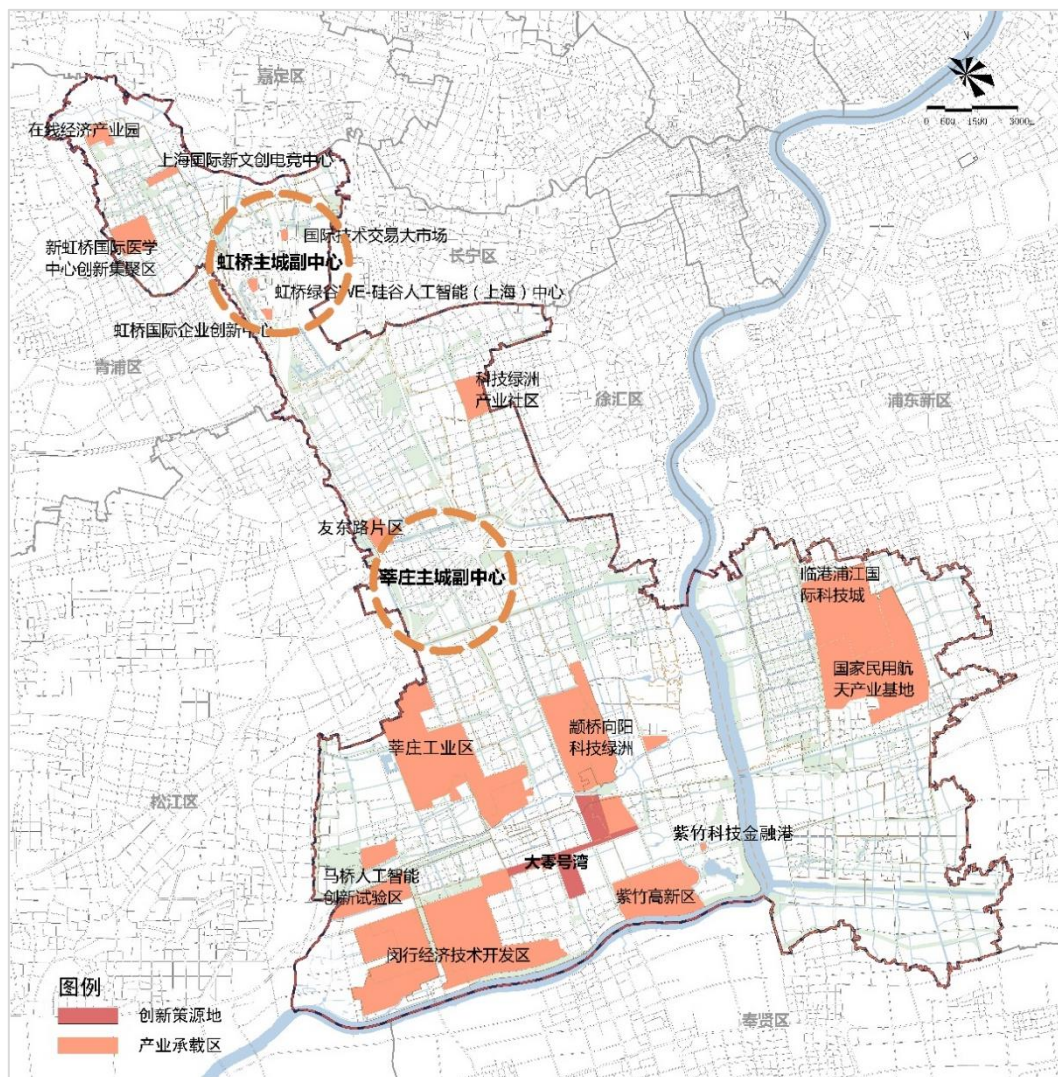 嘉定区
在线经济产业园
0 600 1500 3000m
上海国际新文创电竞中心
国际技术交易大市场
长宁区
新虹桥国际医学
中心创新集聚区
虹桥主城副中心
虹桥绿谷WE-硅谷人工智能（上海）中心
虹桥国际企业创新中心
青浦区
科技绿洲
产业社区
徐汇区
浦东新区
友东路片区
莘庄主城副中心
临港浦江国
际科技城
国家民用航
天产业基地
颛桥向阳
科技绿洲
莘庄工业区
松江区
紫竹科技金融港
大零号湾
马桥人工智能
创新试验区
紫竹高新区
闵行经济技术开发区
图例
创新策源地
产业承载区
奉贤区